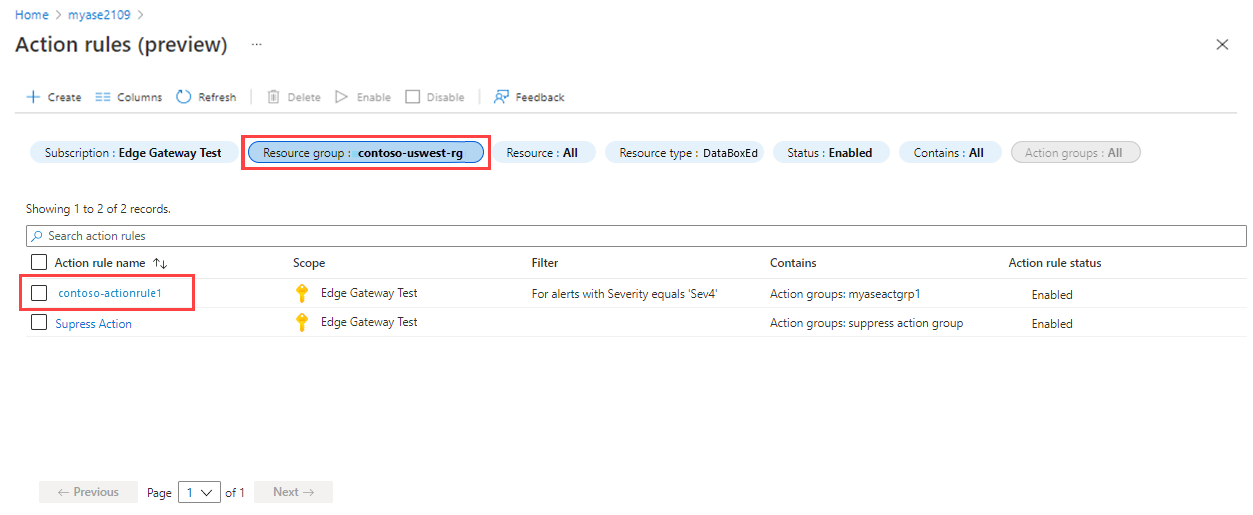 Home > myase2109 >
Action rules (preview) ...
Create Columns Refresh Delete Enable Disable Feedback
Subscription : Edge Gateway Test Resource group : contoso-uswest-rg Resource : All Resource type : DataBoxEd Status : Enabled Contains : All Action groups : All
Showing 1 to 2 of 2 records.
Search action rules
Action rule name ↑↓ Scope Filter Contains Action rule status
contoso-actionrule1 Edge Gateway Test For alerts with Severity equals 'Sev4' Action groups: myaseactgrp1 Enabled
Supress Action Edge Gateway Test Action groups: suppress action group Enabled
← Previous Page 1 of 1 Next →